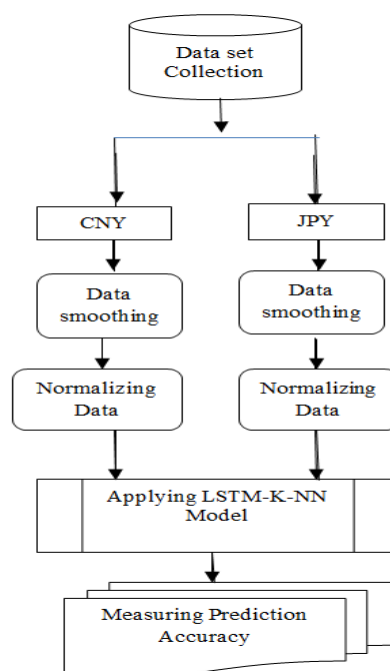 Data set
Collection
CNY
JPY
Data
smoothing
Data
smoothing
Normalizing
Data
Normalizing
Data
Applying LSTM-K-NN
Model
Measuring Prediction
Accuracy